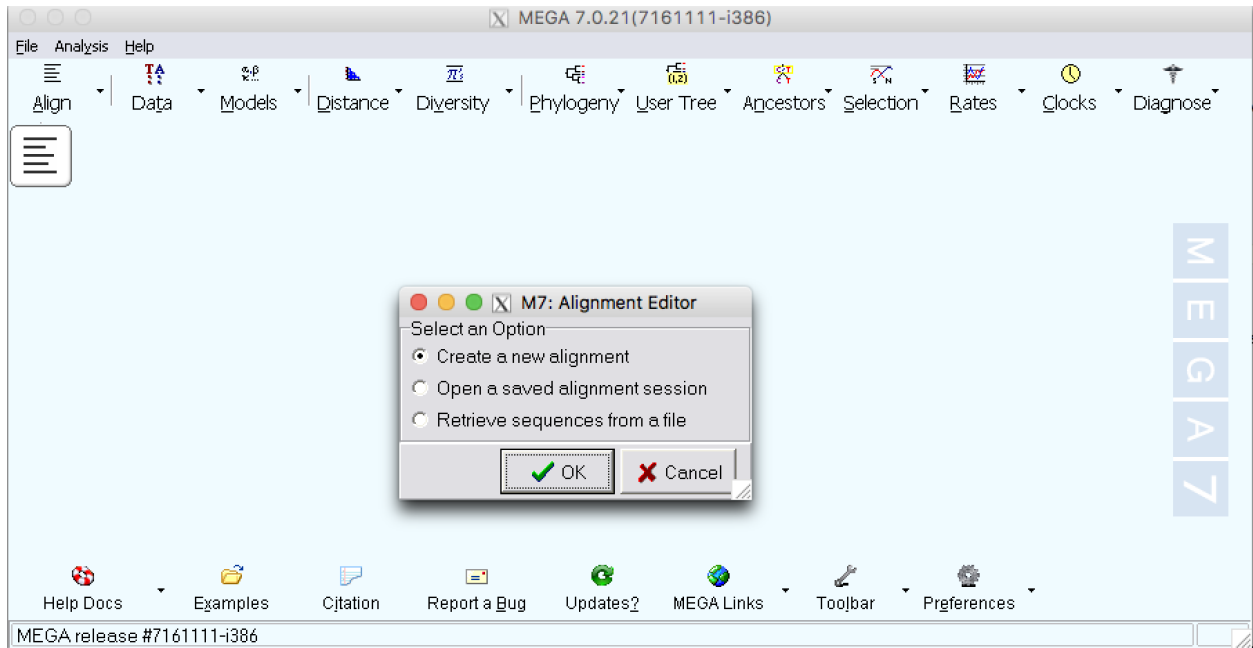 MEGA 7.0.21(7161111-i386)
File Analysis Help
Align Data Models Distance Diversity Phylogeny User Tree Ancestors Selection Rates Clocks Diagnose
M7: Alignment Editor
Select an Option
Create a new alignment
Open a saved alignment session
Retrieve sequences from a file
OK Cancel
M
E
G
A
7
Help Docs Examples Citation Report a Bug Updates? MEGA Links Toolbar Preferences
MEGA release #7161111-i386